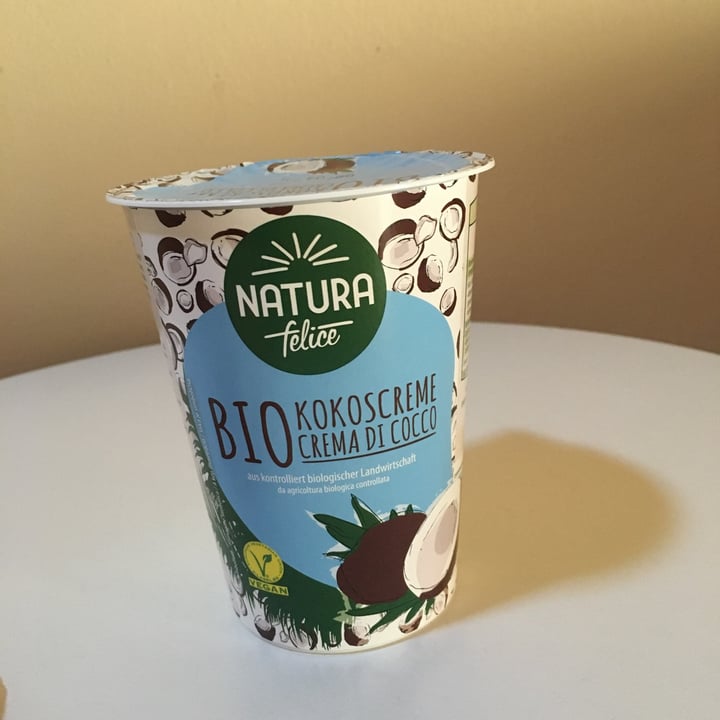 NATURA
felice
BIO KOKOSCREME
CREMA DI COCCO
aus kontrolliert biologischer Landwirtschaft
da agricoltura biologica controllata
V
VEGAN